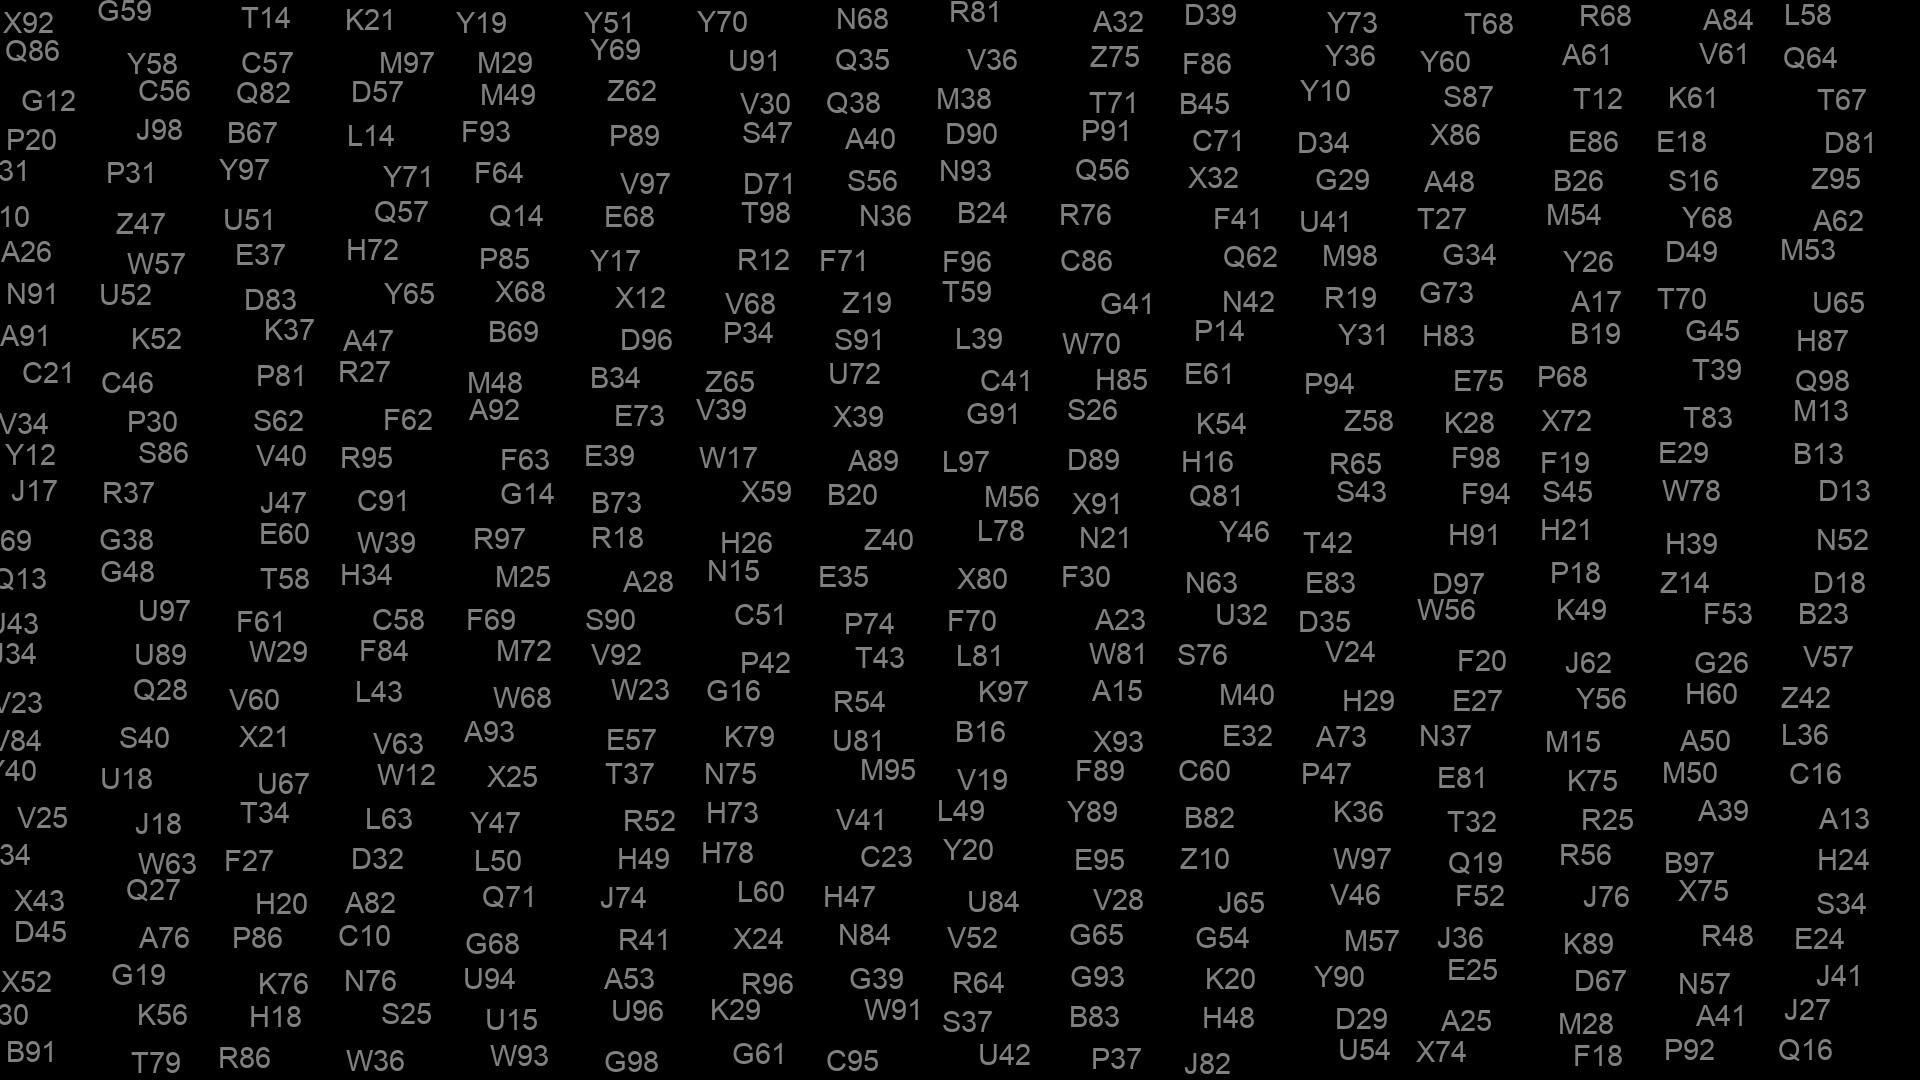 X92 G59 T14 K21 Y19 Y51 Y70 N68 R81 A32 D39 Y73 T68 R68 A84 L58
Q86 Y58 C57 M97 M29 Y69 U91 Q35 V36 Z75 F86 Y36 Y60 A61 V61 Q64
G12 C56 Q82 D57 M49 Z62 V30 Q38 M38 T71 B45 Y10 S87 T12 K61 T67
P20 J98 B67 L14 F93 P89 S47 A40 D90 P91 C71 D34 X86 E86 E18 D81
31 P31 Y97 Y71 F64 V97 D71 S56 N93 Q56 X32 G29 A48 B26 S16 Z95
10 Z47 U51 Q57 Q14 E68 T98 N36 B24 R76 F41 U41 T27 M54 Y68 A62
A26 W57 E37 H72 P85 Y17 R12 F71 F96 C86 Q62 M98 G34 Y26 D49 M53
N91 U52 D83 Y65 X68 X12 V68 Z19 T59 G41 N42 R19 G73 A17 T70 U65
A91 K52 K37 A47 B69 D96 P34 S91 L39 W70 P14 Y31 H83 B19 G45 H87
C21 C46 P81 R27 M48 B34 Z65 U72 C41 H85 E61 P94 E75 P68 T39 Q98
V34 P30 S62 F62 A92 E73 V39 X39 G91 S26 K54 Z58 K28 X72 T83 M13
Y12 S86 V40 R95 F63 E39 W17 A89 L97 D89 H16 R65 F98 F19 E29 B13
J17 R37 J47 C91 G14 B73 X59 B20 M56 X91 Q81 S43 F94 S45 W78 D13
69 G38 E60 W39 R97 R18 H26 Z40 L78 N21 Y46 T42 H91 H21 H39 N52
Q13 G48 T58 H34 M25 A28 N15 E35 X80 F30 N63 E83 D97 P18 Z14 D18
43 U97 F61 C58 F69 S90 C51 P74 F70 A23 U32 D35 W56 K49 F53 B23
34 U89 W29 F84 M72 V92 P42 T43 L81 W81 S76 V24 F20 J62 G26 V57
V23 Q28 V60 L43 W68 W23 G16 R54 K97 A15 M40 H29 E27 Y56 H60 Z42
V84 S40 X21 V63 A93 E57 K79 U81 B16 X93 E32 A73 N37 M15 A50 L36
Y40 U18 U67 W12 X25 T37 N75 M95 V19 F89 C60 P47 E81 K75 M50 C16
V25 J18 T34 L63 Y47 R52 H73 V41 L49 Y89 B82 K36 T32 R25 A39 A13
34 W63 F27 D32 L50 H49 H78 C23 Y20 E95 Z10 W97 Q19 R56 B97 H24
X43 Q27 H20 A82 Q71 J74 L60 H47 U84 V28 J65 V46 F52 J76 X75 S34
D45 A76 P86 C10 G68 R41 X24 N84 V52 G65 G54 M57 J36 K89 R48 E24
X52 G19 K76 N76 U94 A53 R96 G39 R64 G93 K20 Y90 E25 D67 N57 J41
30 K56 H18 S25 U15 U96 K29 W91 S37 B83 H48 D29 A25 M28 A41 J27
B91 T79 R86 W36 W93 G98 G61 C95 U42 P37 J82 U54 X74 F18 P92 Q16